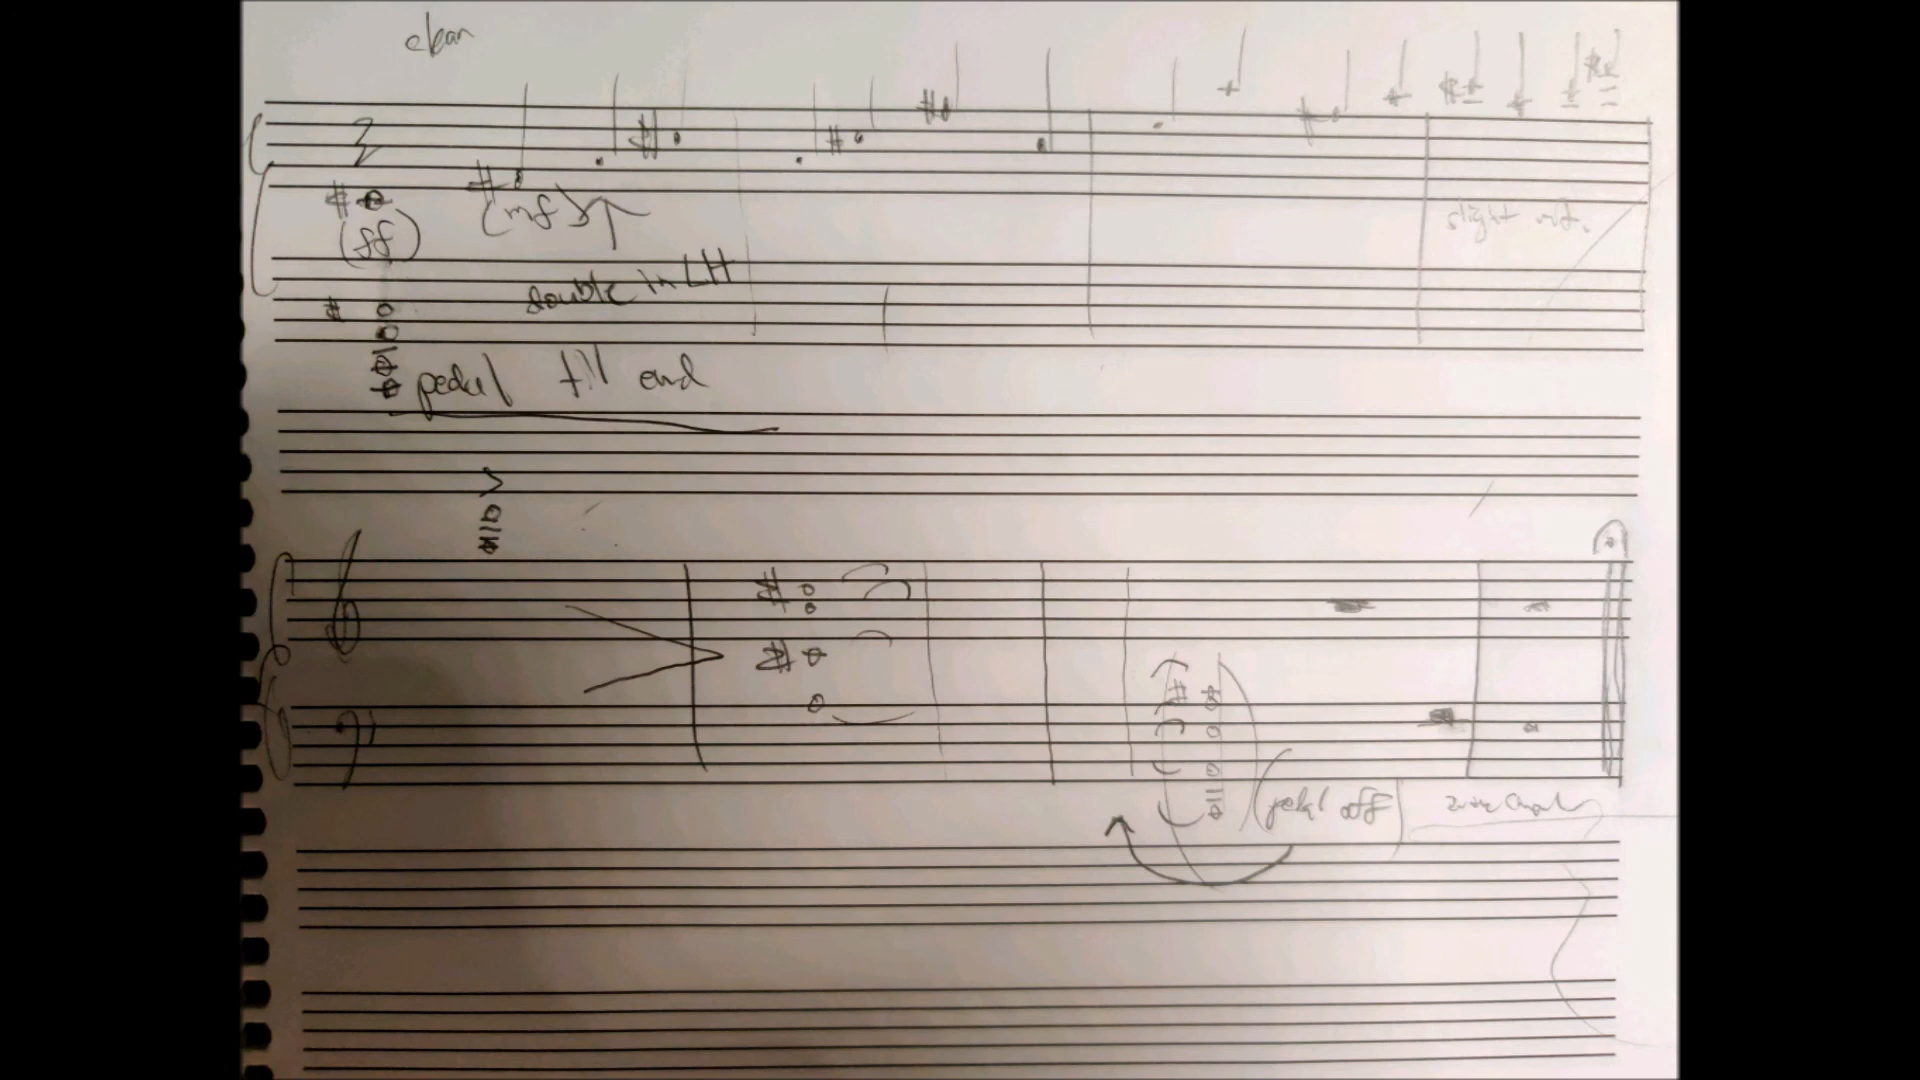 clean
(ff) (mf)
slight rit.
double in LH
pedal till end
(pedal off)